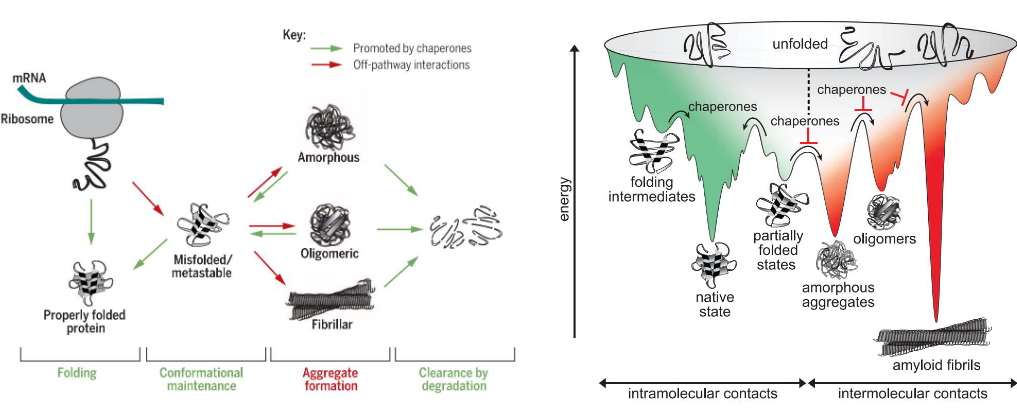 Key:
Promoted by chaperones
Off-pathway interactions
mRNA
Ribosome
Amorphous
Misfolded/
metastable
Oligomeric
Properly folded
protein
Fibrillar
Folding
Conformational
maintenance
Aggregate
formation
Clearance by
degradation
unfolded
chaperones
chaperones
chaperones
folding
intermediates
energy
partially
folded
states
oligomers
native
state
amorphous
aggregates
amyloid fibrils
intramolecular contacts
intermolecular contacts